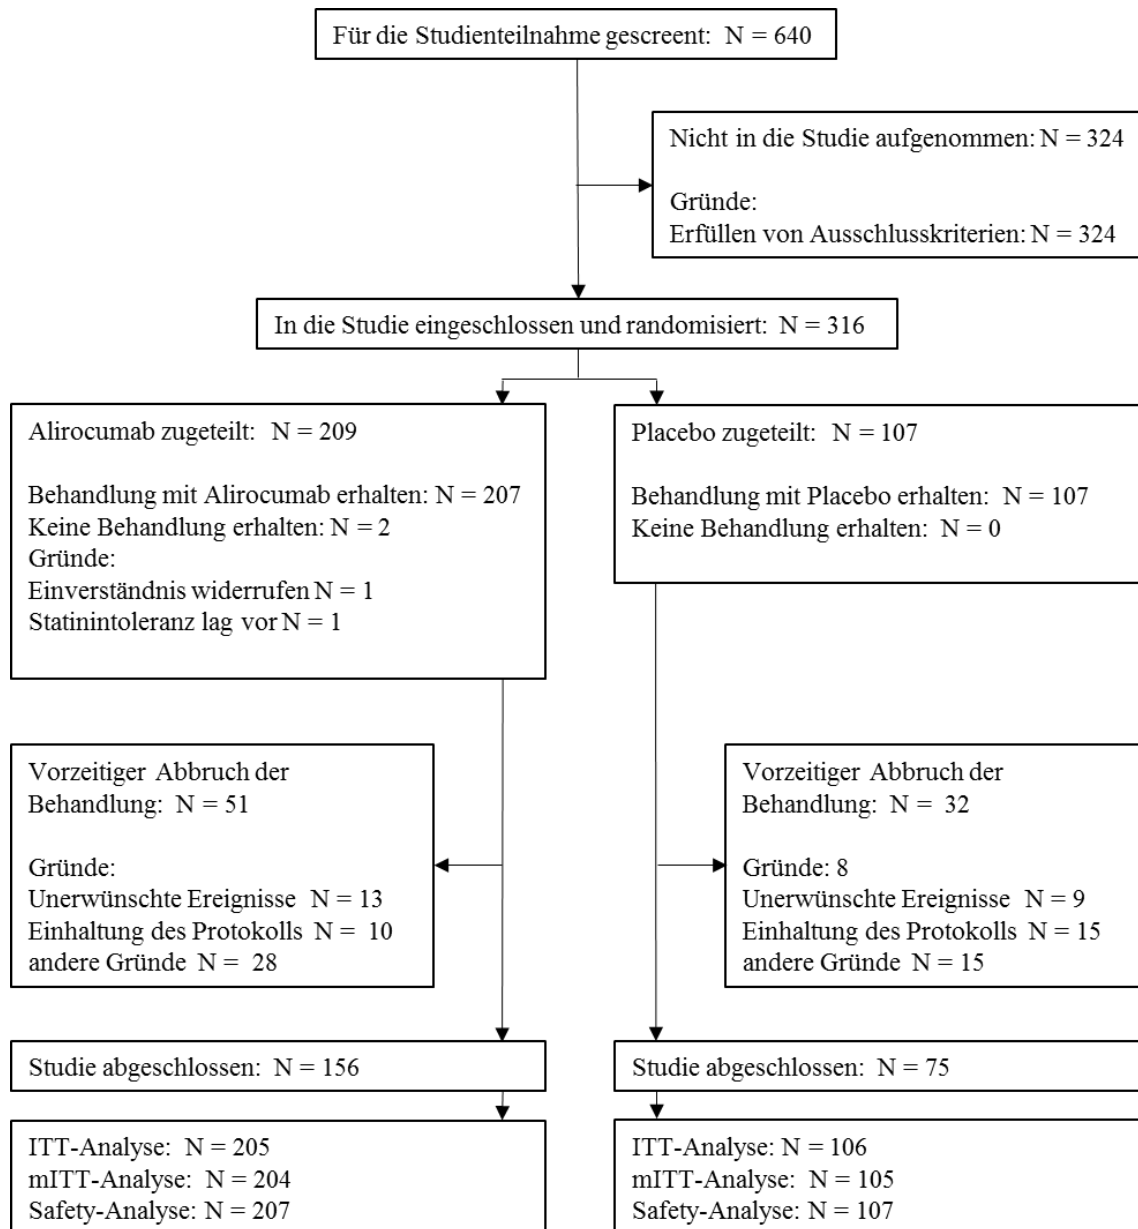 Für die Studienteilnahme gescreent: N = 640
Nicht in die Studie aufgenommen: N = 324
Gründe:
Erfüllen von Ausschlusskriterien: N = 324
In die Studie eingeschlossen und randomisiert: N = 316
Alirocumab zugeteilt: N = 209
Behandlung mit Alirocumab erhalten: N = 207
Keine Behandlung erhalten: N = 2
Gründe:
Einverständnis widerrufen N = 1
Statinintoleranz lag vor N = 1
Placebo zugeteilt: N = 107
Behandlung mit Placebo erhalten: N = 107
Keine Behandlung erhalten: N = 0
Vorzeitiger Abbruch der
Behandlung: N = 51
Gründe:
Unerwünschte Ereignisse N = 13
Einhaltung des Protokolls N = 10
andere Gründe N = 28
Vorzeitiger Abbruch der
Behandlung: N = 32
Gründe: 8
Unerwünschte Ereignisse N = 9
Einhaltung des Protokolls N = 15
andere Gründe N = 15
Studie abgeschlossen: N = 156
Studie abgeschlossen: N = 75
ITT-Analyse: N = 205
mITT-Analyse: N = 204
Safety-Analyse: N = 207
ITT-Analyse: N = 106
mITT-Analyse: N = 105
Safety-Analyse: N = 107